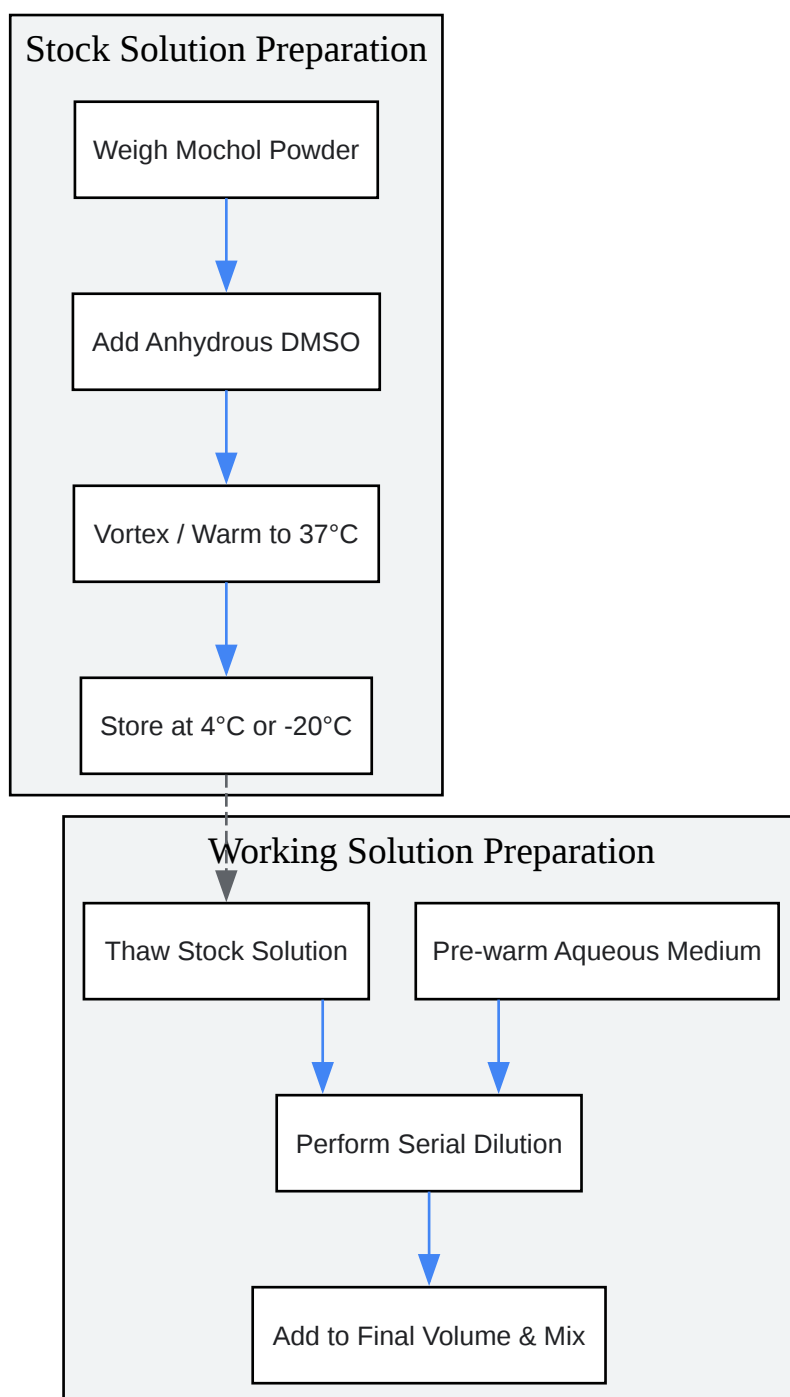 Stock Solution Preparation
Weigh Mochol Powder
Add Anhydrous DMSO
Vortex / Warm to 37°C
Store at 4°C or -20°C
Working Solution Preparation
Thaw Stock Solution
Pre-warm Aqueous Medium
Perform Serial Dilution
Add to Final Volume & Mix